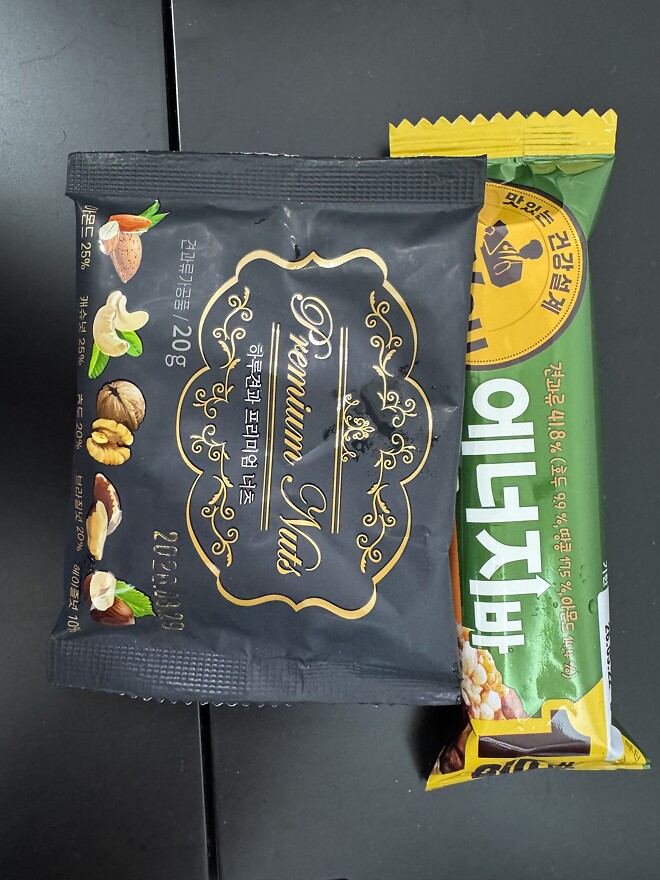 Premium Nuts
하루견과 프리미엄 너츠
견과류가공품 / 20g
아몬드 25%
캐슈넛 25%
호두 20%
브라질넛 20%
헤이즐넛 10%
맛있는 건강설계
에너지바
견과류 41.8% (호두 9.9%, 땅콩 17.5%, 아몬드 14.4%)
1